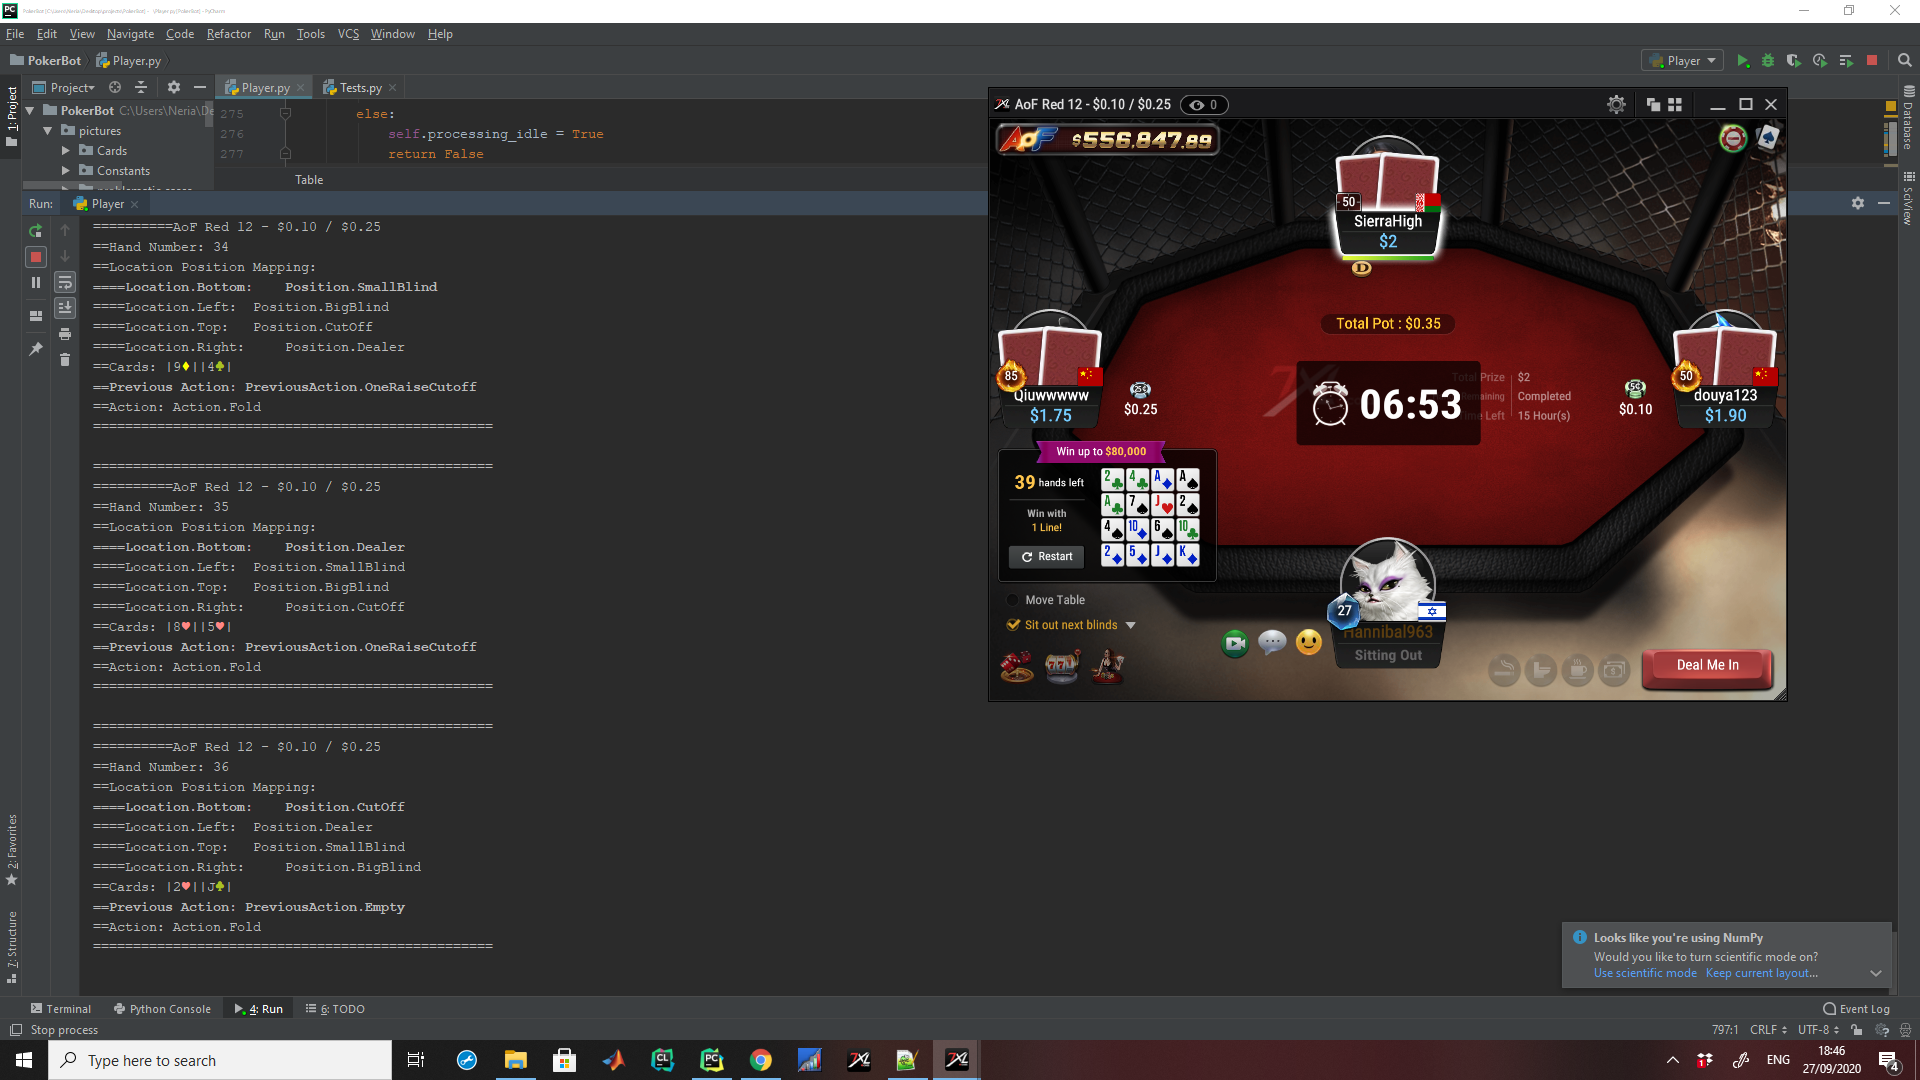 File Edit View Navigate Code Refactor Run Tools VCS Window Help
PokerBot Player.py
Player
Project
Player.py
Tests.py
1: Project
PokerBot C:\Users\Neria\De
pictures
Cards
Constants
275 else:
276 self.processing_idle = True
277 return False
Table
Database
SciView
Run: Player
==========AoF Red 12 - $0.10 / $0.25
==Hand Number: 34
==Location Position Mapping:
====Location.Bottom: Position.SmallBlind
====Location.Left: Position.BigBlind
====Location.Top: Position.CutOff
====Location.Right: Position.Dealer
==Cards: |9♦||4♣|
==Previous Action: PreviousAction.OneRaiseCutoff
==Action: Action.Fold
==================================================
==================================================
==========AoF Red 12 - $0.10 / $0.25
==Hand Number: 35
==Location Position Mapping:
====Location.Bottom: Position.Dealer
====Location.Left: Position.SmallBlind
====Location.Top: Position.BigBlind
====Location.Right: Position.CutOff
==Cards: |8♥||5♥|
==Previous Action: PreviousAction.OneRaiseCutoff
==Action: Action.Fold
==================================================
==================================================
==========AoF Red 12 - $0.10 / $0.25
==Hand Number: 36
==Location Position Mapping:
====Location.Bottom: Position.CutOff
====Location.Left: Position.Dealer
====Location.Top: Position.SmallBlind
====Location.Right: Position.BigBlind
==Cards: |2♥||J♣|
==Previous Action: PreviousAction.Empty
==Action: Action.Fold
==================================================
2: Favorites
7: Structure
AoF Red 12 - $0.10 / $0.25 0
AoF $556,847.89
50
SierraHigh
$2
D
Total Pot : $0.35
85
Qiuwwwww
$1.75
25¢
$0.25
06:53
Total Prize $2
Remaining Completed
Time Left 15 Hour(s)
5¢
$0.10
50
douya123
$1.90
Win up to $80,000
39 hands left
Win with
1 Line!
Restart
2♣ 4♣ A♦ A♠
A♣ 7♠ J♥ 2♠
4♠ 10♦ 6♠ 10♣
2♦ 5♦ J♦ K♦
Move Table
Sit out next blinds
27
Hannibal963
Sitting Out
Deal Me In
Looks like you're using NumPy
Would you like to turn scientific mode on?
Use scientific mode Keep current layout...
Terminal Python Console 4: Run 6: TODO Event Log
Stop process 797:1 CRLF UTF-8
Type here to search
ENG
18:46
27/09/2020
4